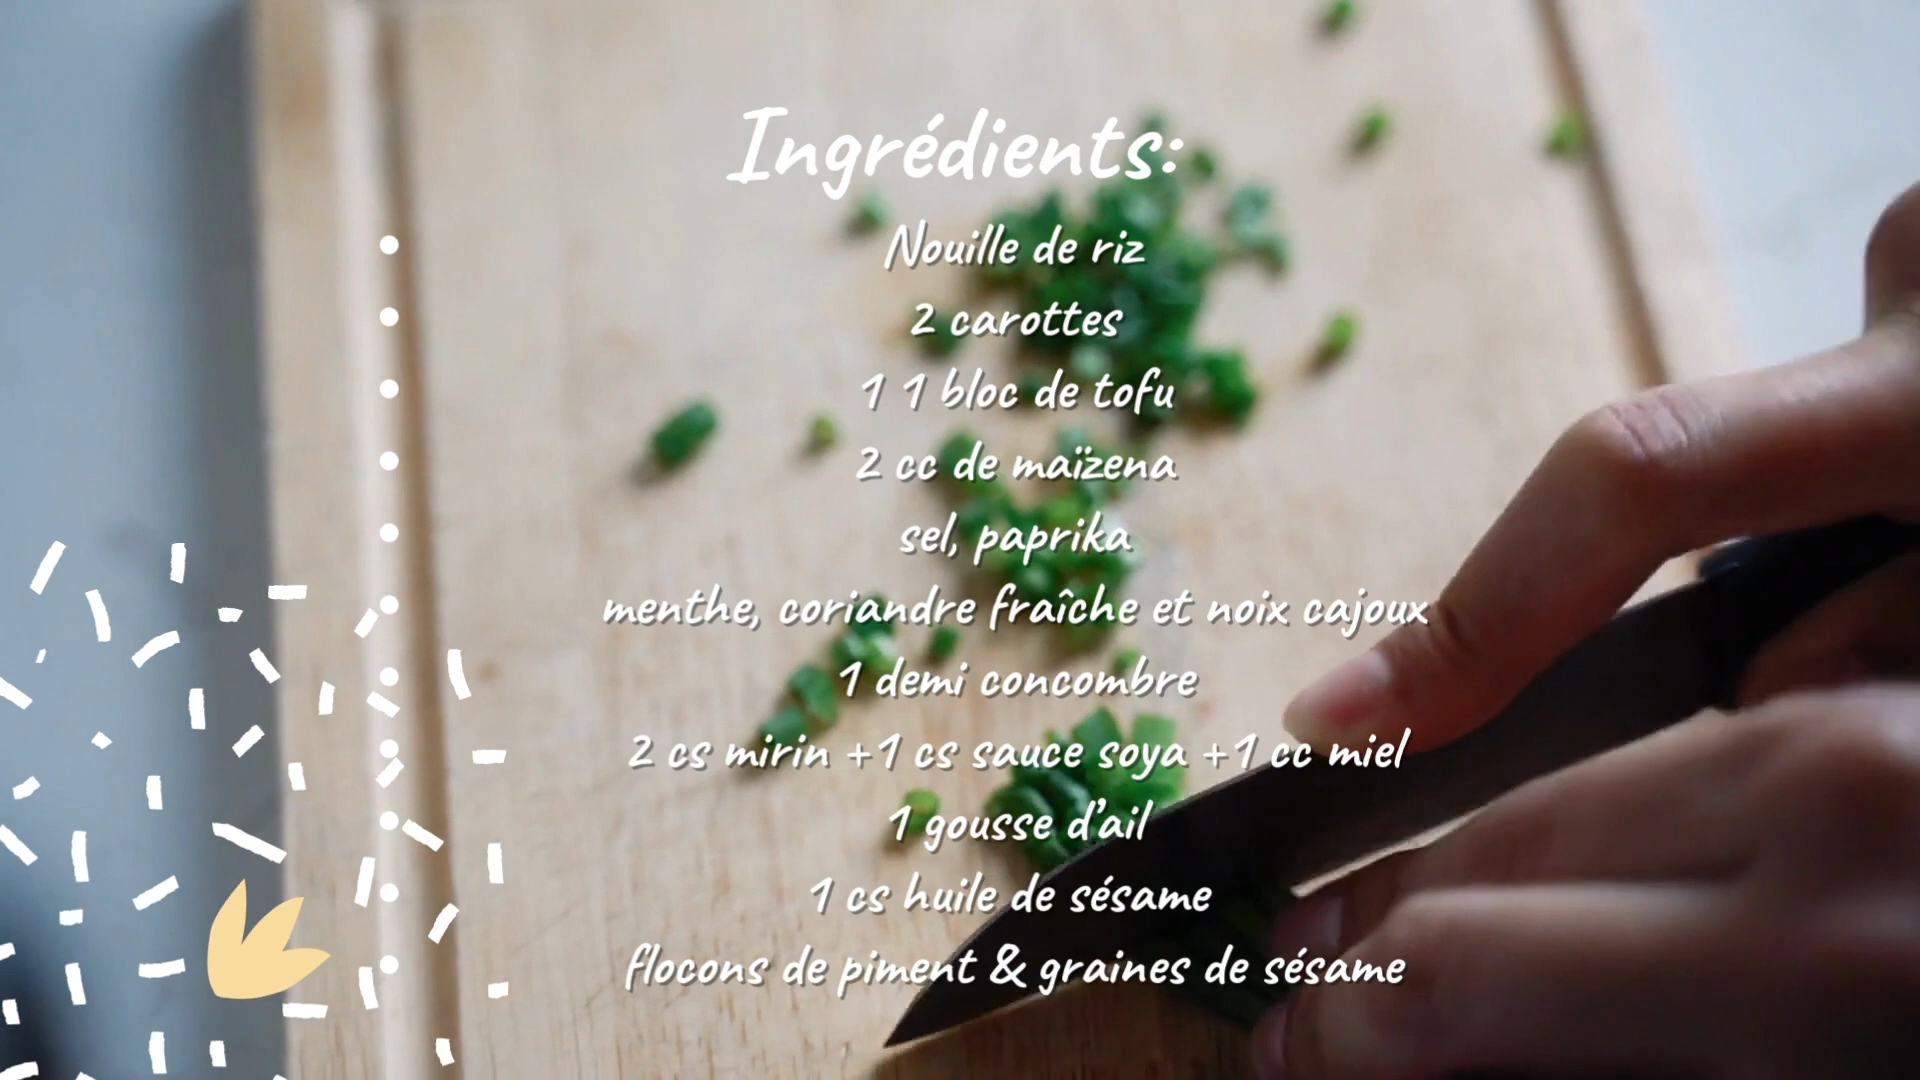 Ingrédients:
Nouille de riz
2 carottes
1 1 bloc de tofu
2 cc de maïzena
sel, paprika
menthe, coriandre fraîche et noix cajoux
1 demi concombre
2 cs mirin +1 cs sauce soya +1 cc miel
1 gousse d'ail
1 cs huile de sésame
flocons de piment & graines de sésame